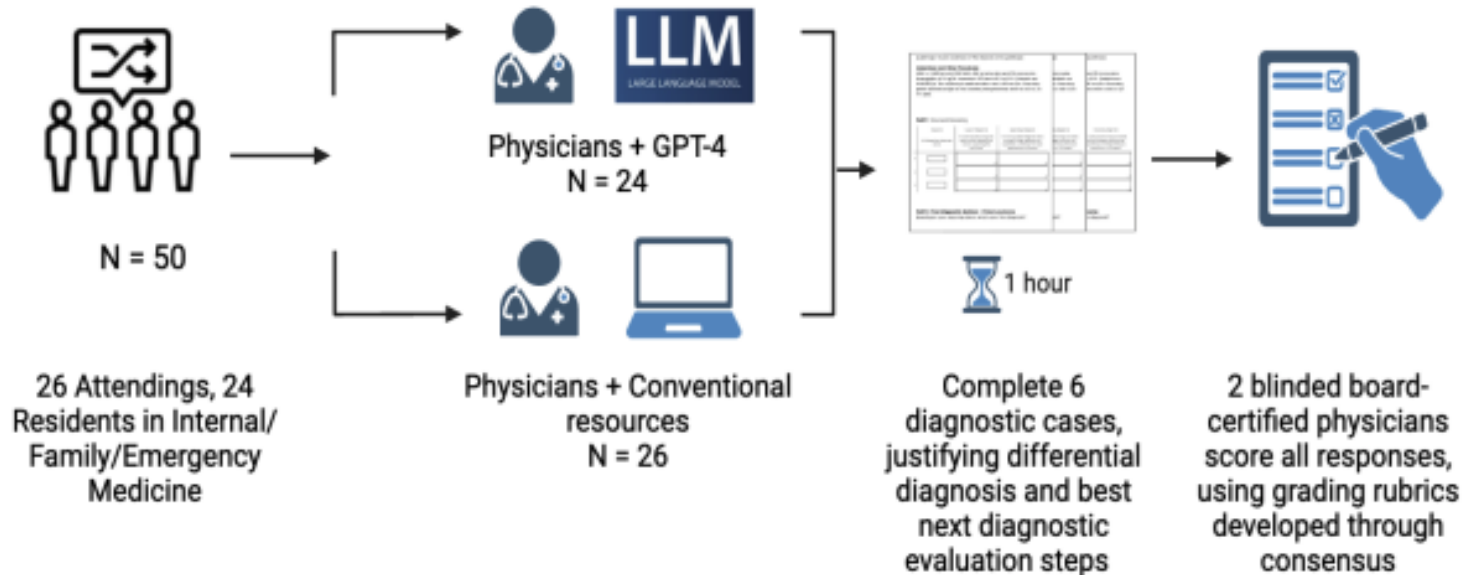 LLM
LARGE LANGUAGE MODEL
Physicians + GPT-4
N = 24
N = 50
1 hour
26 Attendings, 24
Residents in Internal/
Family/Emergency
Medicine
Physicians + Conventional
resources
N = 26
Complete 6
diagnostic cases,
justifying differential
diagnosis and best
next diagnostic
evaluation steps
2 blinded board-
certified physicians
score all responses,
using grading rubrics
developed through
consensus